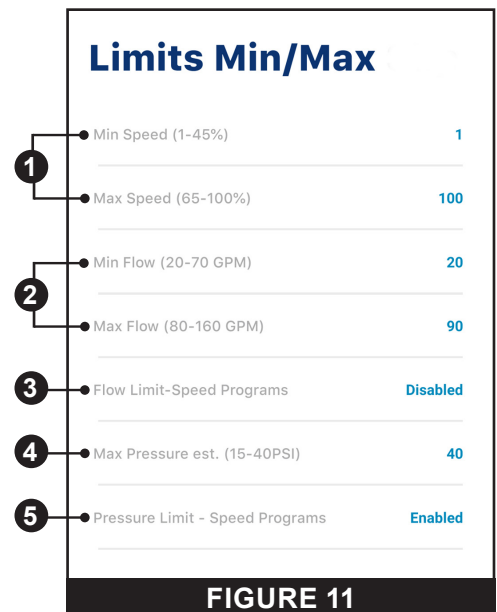 Limits Min/Max
1
Min Speed (1-45%) 1
Max Speed (65-100%) 100
2
Min Flow (20-70 GPM) 20
Max Flow (80-160 GPM) 90
3 Flow Limit-Speed Programs Disabled
4 Max Pressure est. (15-40PSI) 40
5 Pressure Limit - Speed Programs Enabled
FIGURE 11